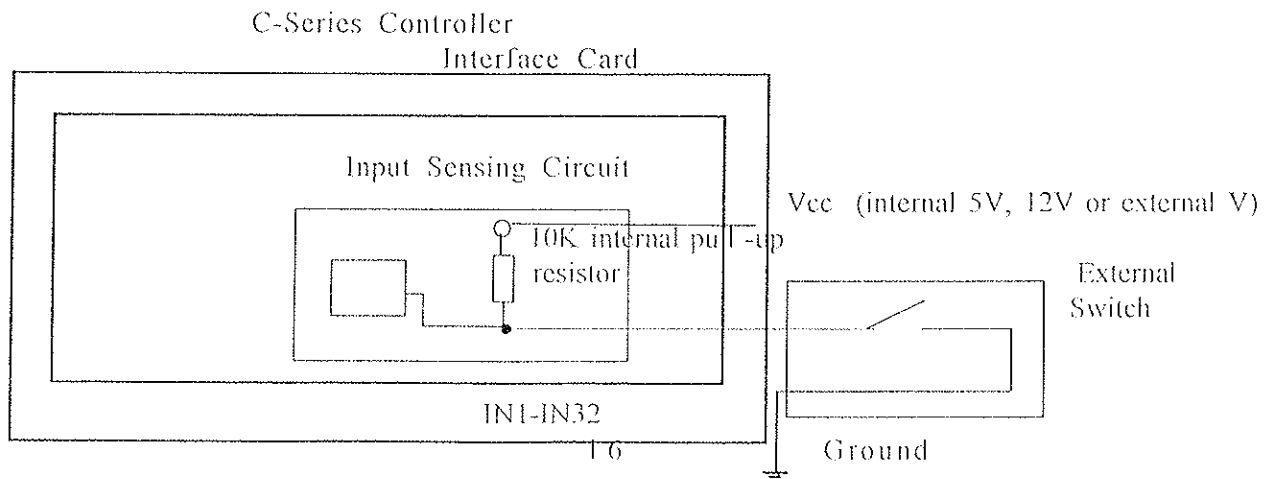 C-Series Controller
Interface Card
Input Sensing Circuit
Vcc (internal 5V, 12V or external V)
10K internal pull-up
resistor
External
Switch
IN1-IN32
16
Ground